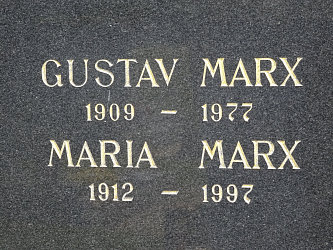 GUSTAV MARX
1909 – 1977
MARIA MARX
1912 – 1997